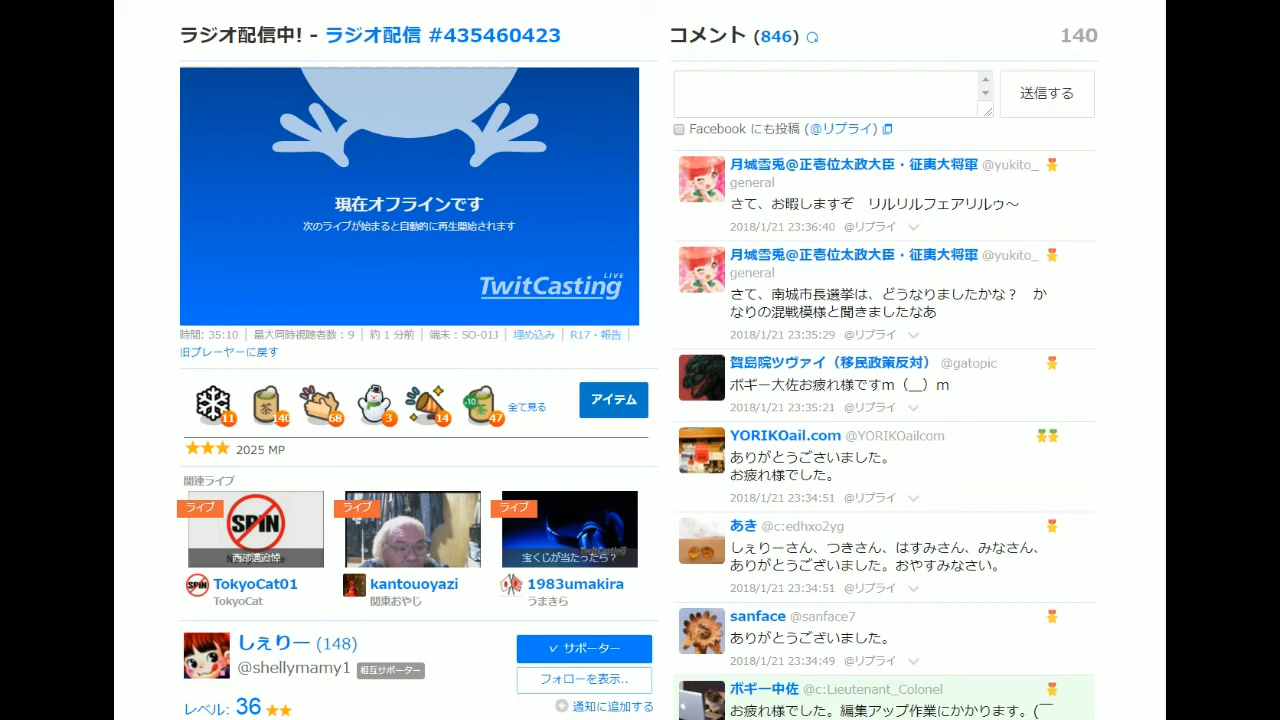 ラジオ配信中! - ラジオ配信 #435460423
現在オフラインです
次のライブが始まると自動的に再生開始されます
TwitCasting LIVE
時間: 35:10 | 最大同時視聴者数 : 9 | 約 1 分前 | 端末 : SO-01J | 埋め込み | R17・報告 |
旧プレーヤーに戻す
11
茶 140
68
3
14
+10 茶 47
全て見る
アイテム
2025 MP
関連ライブ
ライブ
SPIN
西部邁追悼
TokyoCat01
TokyoCat
ライブ
kantouoyazi
関東おやじ
ライブ
TwitCasting
宝くじが当たったら？
1983umakira
うまきら
しぇりー (148)
@shellymamy1 相互サポーター
レベル: 36
✓ サポーター
フォローを表示..
通知に追加する
コメント (846)
140
送信する
Facebook にも投稿 (@リプライ)
月城雪兎@正壱位太政大臣・征夷大将軍 @yukito_
general
さて、お暇しますぞ　リルリルフェアリルゥ〜
2018/1/21 23:36:40 @リプライ
月城雪兎@正壱位太政大臣・征夷大将軍 @yukito_
general
さて、南城市長選挙は、どうなりましたかな？　か
なりの混戦模様と聞きましたなあ
2018/1/21 23:35:29 @リプライ
賀島院ツヴァイ（移民政策反対） @gatopic
ボギー大佐お疲れ様ですm（__）m
2018/1/21 23:35:21 @リプライ
YORIKOail.com @YORIKOailcom
ありがとうございました。
お疲れ様でした。
2018/1/21 23:34:51 @リプライ
あき @c:edhxo2yg
しぇりーさん、つきさん、はすみさん、みなさん、
ありがとうございました。おやすみなさい。
2018/1/21 23:34:51 @リプライ
sanface @sanface7
ありがとうございました。
2018/1/21 23:34:49 @リプライ
ボギー中佐 @c:Lieutenant_Colonel
お疲れ様でした。編集アップ作業にかかります。(￣